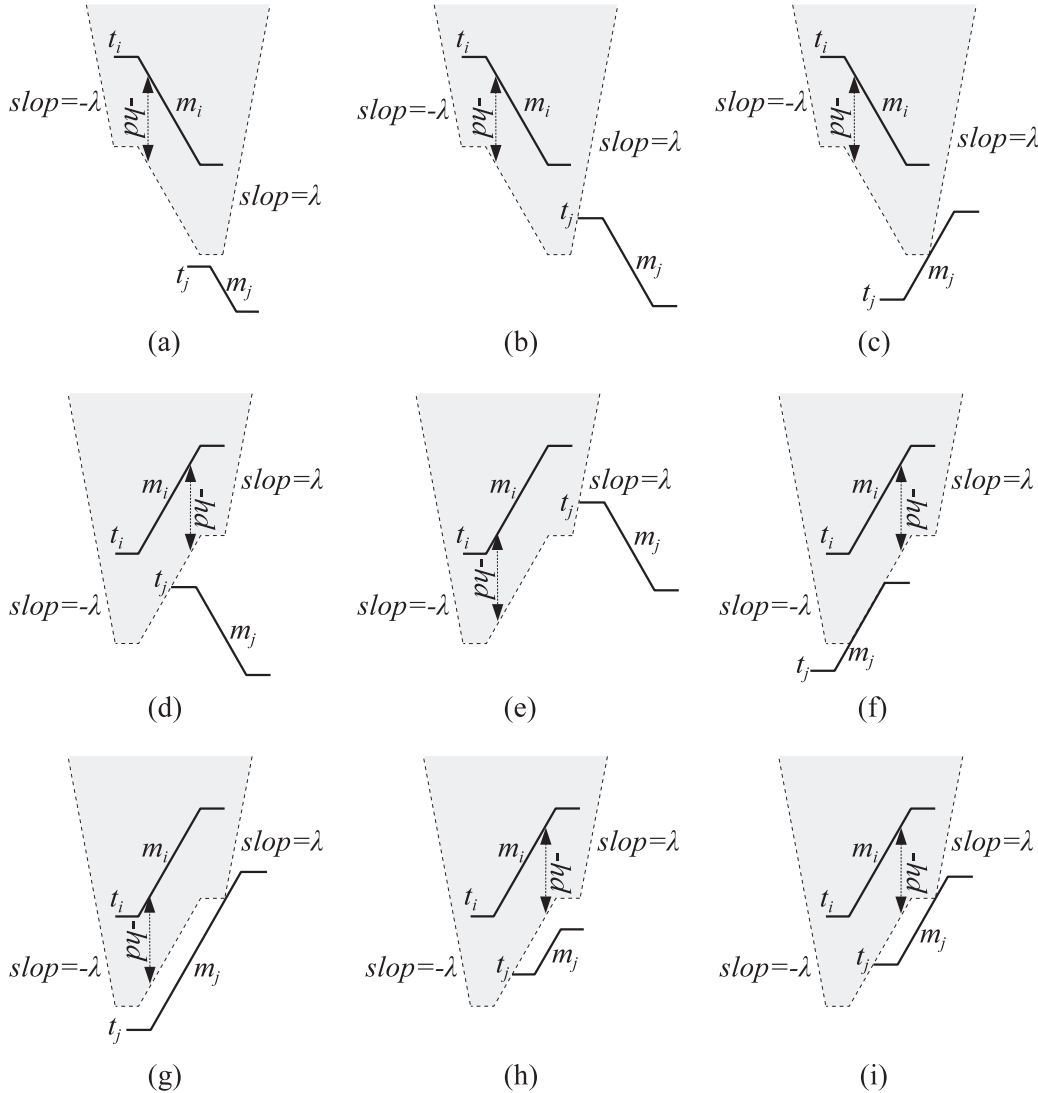 t_i
slop=-λ
-hd
m_i
slop=λ
t_j
m_j
(a)
t_i
slop=-λ
-hd
m_i
slop=λ
t_j
m_j
(b)
t_i
slop=-λ
-hd
m_i
slop=λ
t_j
m_j
(c)
m_i
-hd
slop=λ
t_i
t_j
slop=-λ
m_j
(d)
m_i
slop=λ
t_j
t_i
-hd
m_j
slop=-λ
(e)
m_i
-hd
slop=λ
t_i
slop=-λ
m_j
t_j
(f)
m_i
slop=λ
t_i
-hd
slop=-λ
m_j
t_j
(g)
m_i
-hd
slop=λ
t_i
slop=-λ
t_j
m_j
(h)
m_i
-hd
slop=λ
t_i
slop=-λ
t_j
m_j
(i)